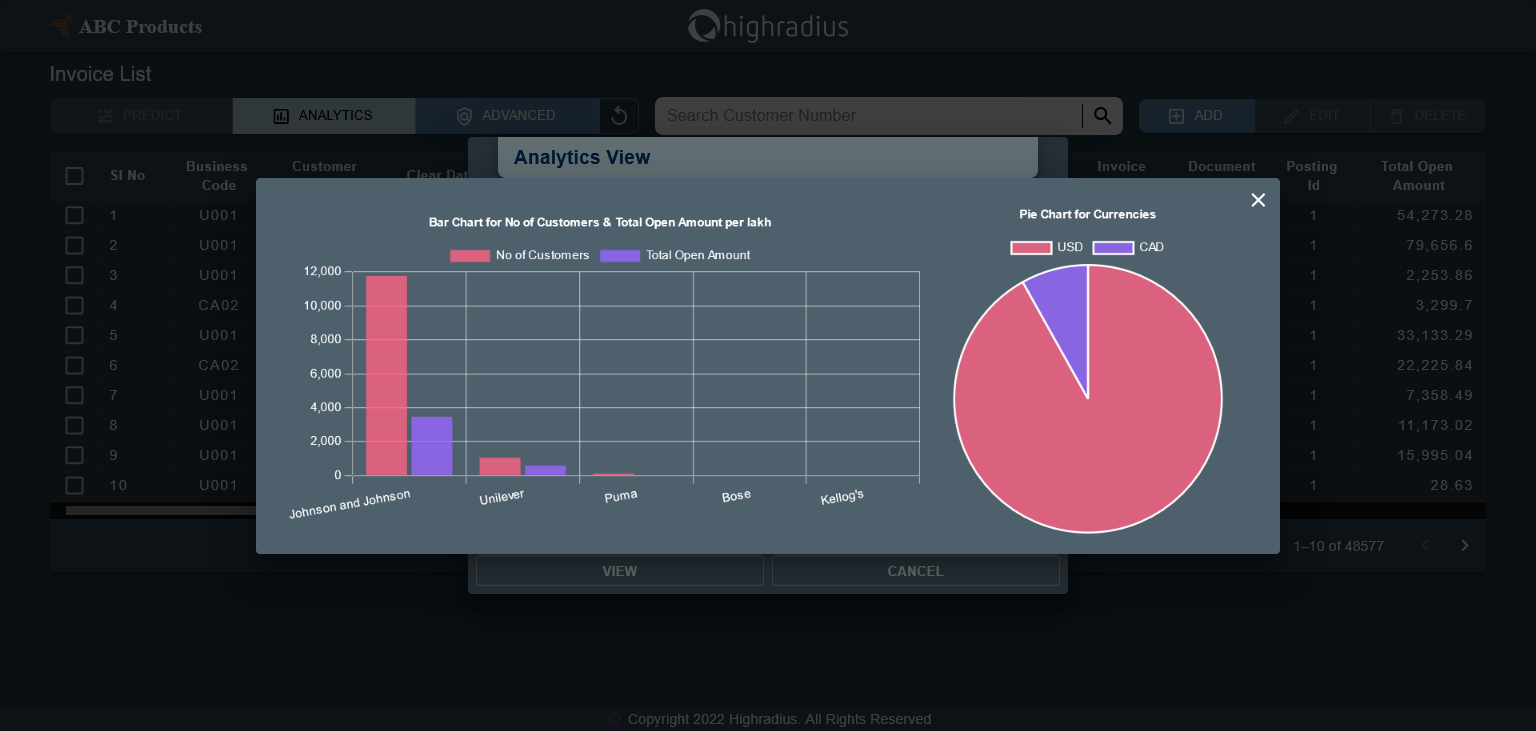 ABC Products
highradius
Invoice List
PREDICT
ANALYTICS
ADVANCED
Search Customer Number
ADD
EDIT
DELETE
Analytics View
Sl No
Business
Code
Customer
Clear Dat
Invoice
Document
Posting
Id
Total Open
Amount
1 U001 1 54,273.28
2 U001 1 79,656.6
3 U001 1 2,253.86
4 CA02 1 3,299.7
5 U001 1 33,133.29
6 CA02 1 22,225.84
7 U001 1 7,358.49
8 U001 1 11,173.02
9 U001 1 15,995.04
10 U001 1 28.63
Bar Chart for No of Customers & Total Open Amount per lakh
No of Customers
Total Open Amount
12,000
10,000
8,000
6,000
4,000
2,000
0
Johnson and Johnson
Unilever
Puma
Bose
Kellog's
Pie Chart for Currencies
USD
CAD
1–10 of 48577
VIEW
CANCEL
© Copyright 2022 Highradius. All Rights Reserved